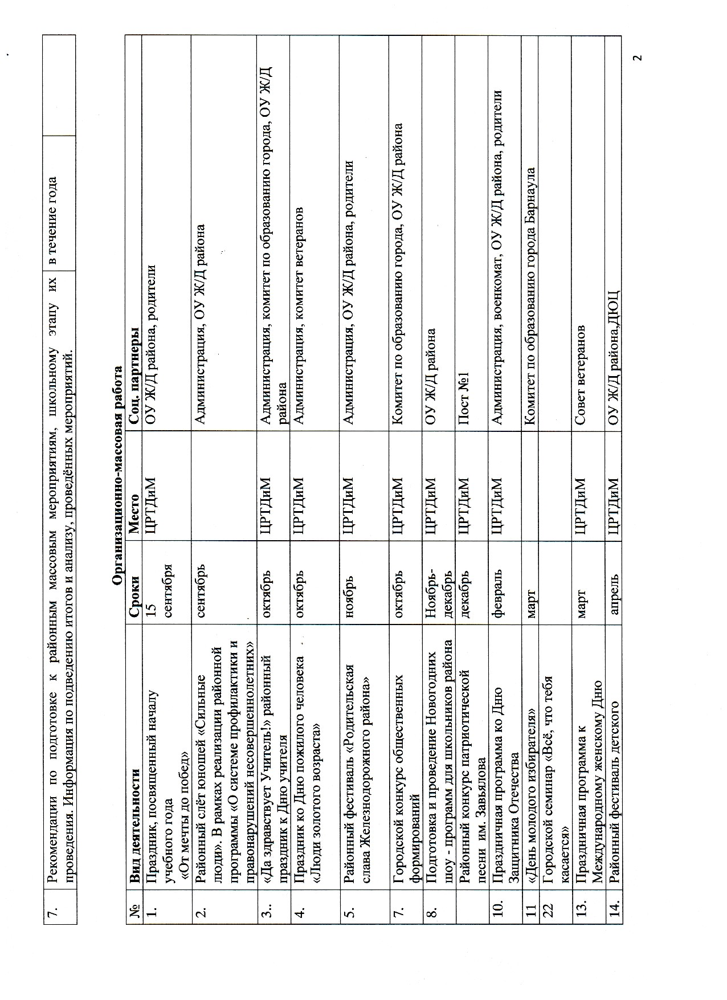 7. Рекомендации по подготовке к районным массовым мероприятиям, школьному этапу их в течение года
проведения. Информация по подведению итогов и анализу, проведённых мероприятий.
Организационно-массовая работа
№ Вид деятельности Сроки Место Соц. партнеры
1. Праздник, посвященный началу 15 ЦРТДиМ ОУ Ж/Д района, родители
учебного года сентября
«От мечты до побед»
2. Районный слёт юношей «Сильные сентябрь Администрация, ОУ Ж/Д района
люди». В рамках реализации районной
программы «О системе профилактики и
правонарушений несовершеннолетних»
3.. «Да здравствует Учитель!» районный октябрь ЦРТДиМ Администрация, комитет по образованию города, ОУ Ж/Д
праздник к Дню учителя района
4. Праздник ко Дню пожилого человека октябрь ЦРТДиМ Администрация, комитет ветеранов
«Люди золотого возраста»
5. Районный фестиваль «Родительская ноябрь ЦРТДиМ Администрация, ОУ Ж/Д района, родители
слава Железнодорожного района»
7. Городской конкурс общественных октябрь ЦРТДиМ Комитет по образованию города, ОУ Ж/Д района
формирований
8. Подготовка и проведение Новогодних Ноябрь- ЦРТДиМ ОУ Ж/Д района
шоу - программ для школьников района декабрь
Районный конкурс патриотической декабрь ЦРТДиМ Пост №1
песни им. Завьялова
10. Праздничная программа ко Дню февраль ЦРТДиМ Администрация, военкомат, ОУ Ж/Д района, родители
Защитника Отечества
11 «День молодого избирателя» март Комитет по образованию города Барнаула
22 Городской семинар «Всё, что тебя
касается»
13. Праздничная программа к март ЦРТДиМ Совет ветеранов
Международному женскому Дню
14. Районный фестиваль детского апрель ЦРТДиМ ОУ Ж/Д района,ДЮЦ
2